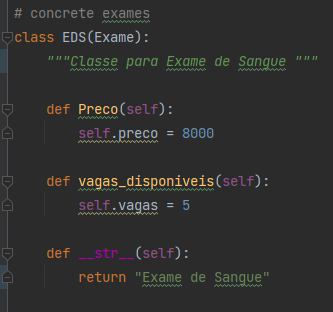 # concrete exames
class EDS(Exame):
    """Classe para Exame de Sangue """
    def Preco(self):
        self.preco = 8000
    def vagas_disponiveis(self):
        self.vagas = 5
    def __str__(self):
        return "Exame de Sangue"